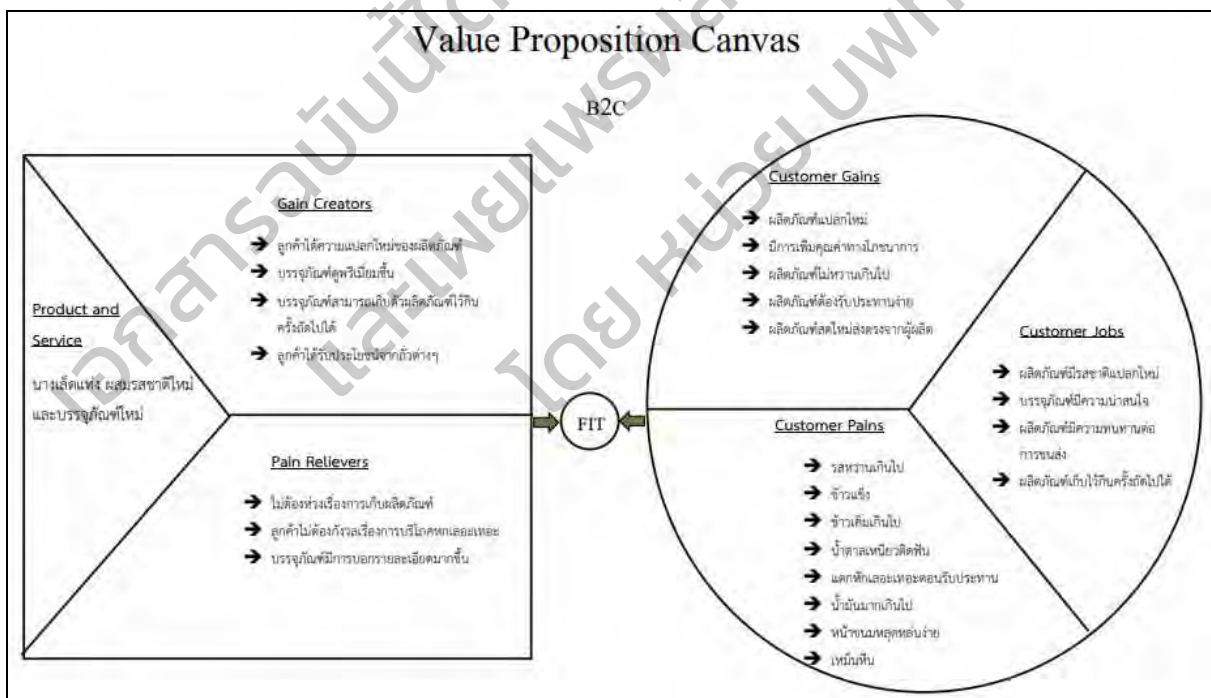 Value Proposition Canvas
B2C
Product and
Service
นางเล็ดแท่ง ผสมรสชาติใหม่
และบรรจุภัณฑ์ใหม่
Gain Creators
➔ ลูกค้าได้ความแปลกใหม่ของผลิตภัณฑ์
➔ บรรจุภัณฑ์ดูพรีเมี่ยมขึ้น
➔ บรรจุภัณฑ์สามารถเก็บตัวผลิตภัณฑ์ไว้กิน
ครั้งถัดไปได้
➔ ลูกค้าได้รับประโยชน์จากถั่วต่างๆ
Pain Relievers
➔ ไม่ต้องห่วงเรื่องการเก็บผลิตภัณฑ์
➔ ลูกค้าไม่ต้องกังวลเรื่องการบริโภคหกเลอะเทอะ
➔ บรรจุภัณฑ์มีการบอกรายละเอียดมากขึ้น
FIT
Customer Gains
➔ ผลิตภัณฑ์แปลกใหม่
➔ มีการเพิ่มคุณค่าทางโภชนาการ
➔ ผลิตภัณฑ์ไม่หวานเกินไป
➔ ผลิตภัณฑ์ต้องรับประทานง่าย
➔ ผลิตภัณฑ์สดใหม่ส่งตรงจากผู้ผลิต
Customer Pains
➔ รสหวานเกินไป
➔ ข้าวแข็ง
➔ ข้าวเค็มเกินไป
➔ น้ำตาลเหนียวติดฟัน
➔ แตกหักเลอะเทอะตอนรับประทาน
➔ น้ำมันมากเกินไป
➔ หน้าขนมหลุดหล่นง่าย
➔ เหม็นหืน
Customer Jobs
➔ ผลิตภัณฑ์มีรสชาติแปลกใหม่
➔ บรรจุภัณฑ์มีความน่าสนใจ
➔ ผลิตภัณฑ์มีความทนทานต่อ
การขนส่ง
➔ ผลิตภัณฑ์เก็บไว้กินครั้งถัดไปได้
โดย หน่วย